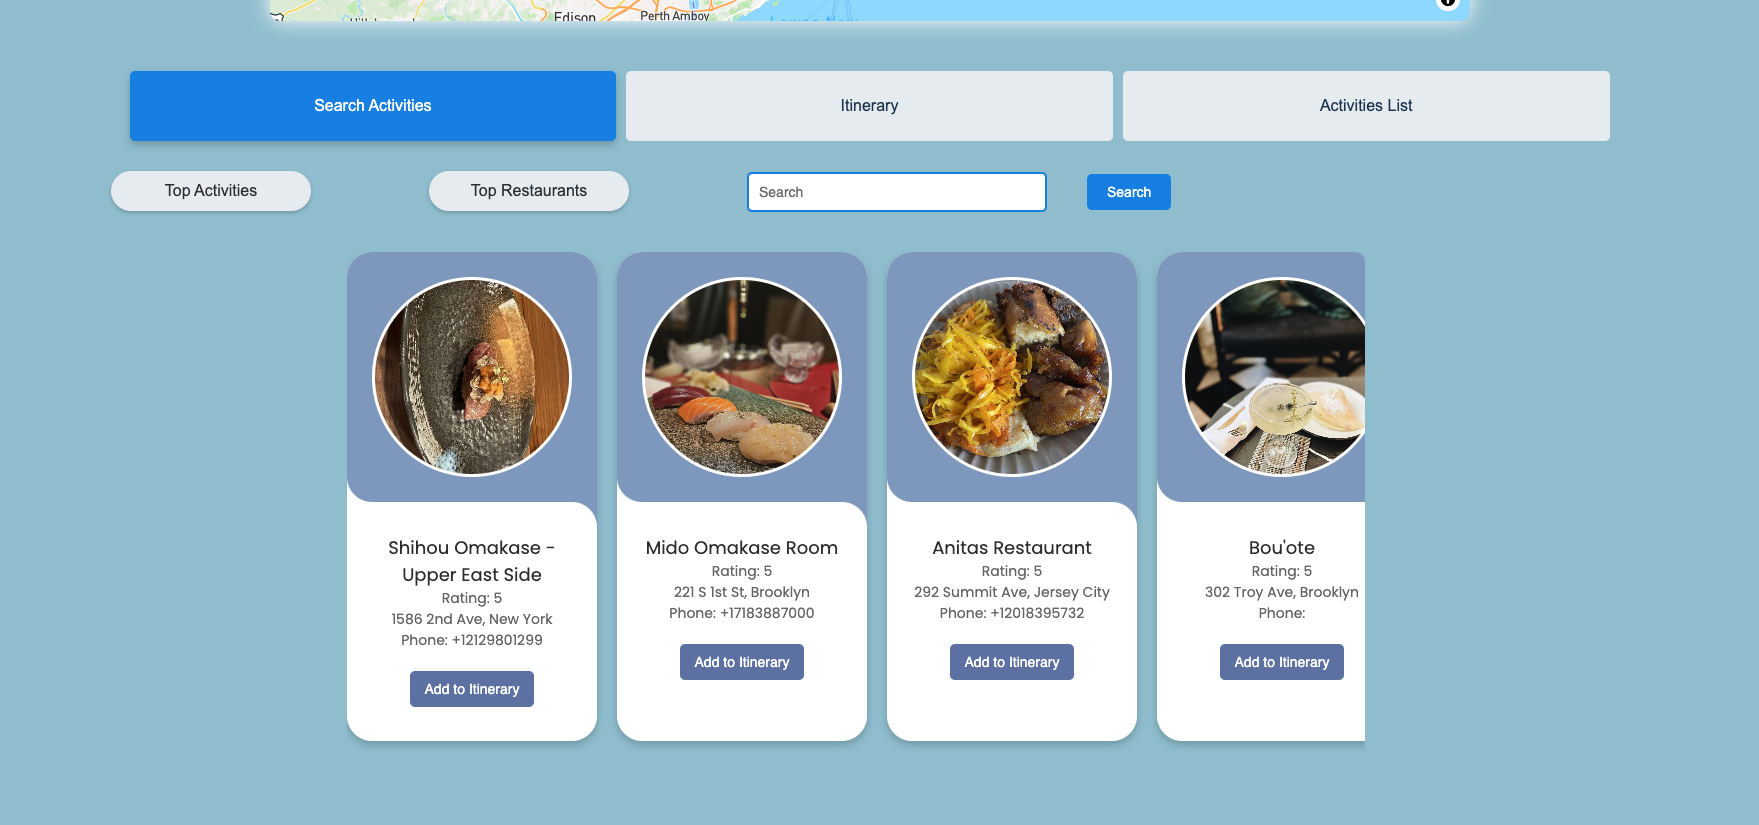 Edison
Perth Amboy
Search Activities
Itinerary
Activities List
Top Activities
Top Restaurants
Search
Search
Shihou Omakase -
Upper East Side
Rating: 5
1586 2nd Ave, New York
Phone: +12129801299
Add to Itinerary
Mido Omakase Room
Rating: 5
221 S 1st St, Brooklyn
Phone: +17183887000
Add to Itinerary
Anitas Restaurant
Rating: 5
292 Summit Ave, Jersey City
Phone: +12018395732
Add to Itinerary
Bou'ote
Rating: 5
302 Troy Ave, Brooklyn
Phone:
Add to Itinerary